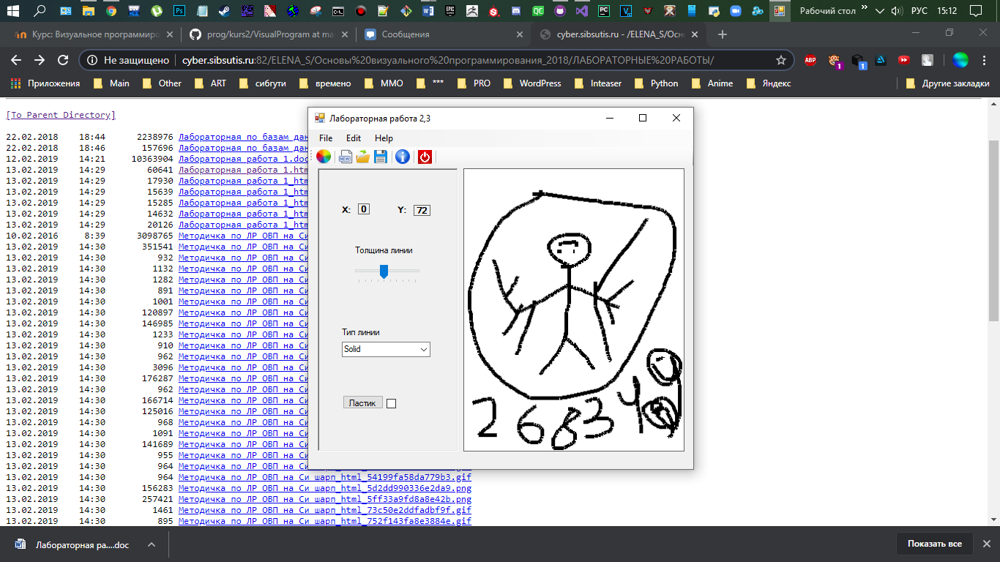 Рабочий стол » РУС 15:12
Курс: Визуальное программиро
prog/kurs2/VisualProgram at ma
Сообщения
cyber.sibsutis.ru - /ELENA_S/Осн
Не защищено cyber.sibsutis.ru:82/ELENA_S/Основы%20визуального%20программирования_2018/ЛАБОРАТОРНЫЕ%20РАБОТЫ/
ABP
1
1
Приложения Main Other ART сибгути времено MMO *** PRO WordPress Inteaser Python Anime Яндекс Другие закладки
[To Parent Directory]
22.02.2018 18:44 2238976 Лабораторная по базам дан
22.02.2018 18:46 157696 Лабораторная по базам дан
12.02.2019 14:21 10363904 Лабораторная работа 1.doc
13.02.2019 14:29 60641 Лабораторная работа 1.htm
13.02.2019 14:29 17930 Лабораторная работа 1_htm
13.02.2019 14:29 15639 Лабораторная работа 1_htm
13.02.2019 14:29 15285 Лабораторная работа 1_htm
13.02.2019 14:29 14632 Лабораторная работа 1_htm
13.02.2019 14:29 20126 Лабораторная работа 1_htm
10.02.2016 8:39 3098765 Методичка по ЛР ОВП на Си
13.02.2019 14:30 351541 Методичка по ЛР ОВП на Си
13.02.2019 14:30 932 Методичка по ЛР ОВП на Си
13.02.2019 14:30 1132 Методичка по ЛР ОВП на Си
13.02.2019 14:30 1282 Методичка по ЛР ОВП на Си
13.02.2019 14:30 891 Методичка по ЛР ОВП на Си
13.02.2019 14:30 1001 Методичка по ЛР ОВП на Си
13.02.2019 14:30 120897 Методичка по ЛР ОВП на Си
13.02.2019 14:30 146985 Методичка по ЛР ОВП на Си
13.02.2019 14:30 1233 Методичка по ЛР ОВП на Си
13.02.2019 14:30 910 Методичка по ЛР ОВП на Си
13.02.2019 14:30 962 Методичка по ЛР ОВП на Си
13.02.2019 14:30 3096 Методичка по ЛР ОВП на Си
13.02.2019 14:30 176287 Методичка по ЛР ОВП на Си
13.02.2019 14:30 962 Методичка по ЛР ОВП на Си
13.02.2019 14:30 166714 Методичка по ЛР ОВП на Си
13.02.2019 14:30 125016 Методичка по ЛР ОВП на Си
13.02.2019 14:30 968 Методичка по ЛР ОВП на Си
13.02.2019 14:30 1091 Методичка по ЛР ОВП на Си
13.02.2019 14:30 141689 Методичка по ЛР ОВП на Си
13.02.2019 14:30 955 Методичка по ЛР ОВП на Си
13.02.2019 14:30 964 Методичка по ЛР ОВП на Си
13.02.2019 14:30 964 Методичка по ЛР ОВП на Си шарп_html_54199fa58da779b3.gif
13.02.2019 14:30 156283 Методичка по ЛР ОВП на Си шарп_html_5d2dd990336e2da9.png
13.02.2019 14:30 257421 Методичка по ЛР ОВП на Си шарп_html_5ff33a9fd8a8e42b.png
13.02.2019 14:30 1461 Методичка по ЛР ОВП на Си шарп_html_73c50e2ddfadbf9f.gif
13.02.2019 14:30 895 Методичка по ЛР ОВП на Си шарп_html_752f143fa8e3884e.gif
Лабораторная работа 2,3
File Edit Help
NEW
X: 0 Y: 72
Толщина линии
Тип линии
Solid
Ластик
2 6 8 3 4
Лабораторная ра....doc
Показать все